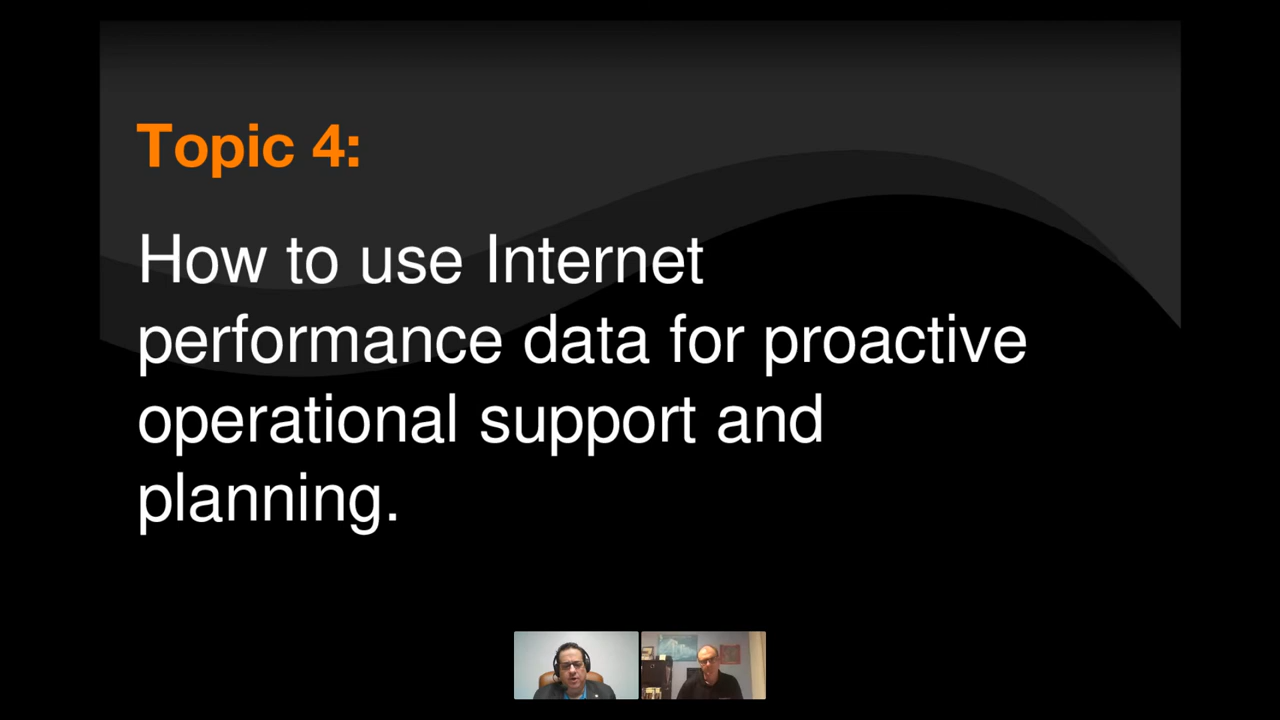 Topic 4:
How to use Internet
performance data for proactive
operational support and
planning.